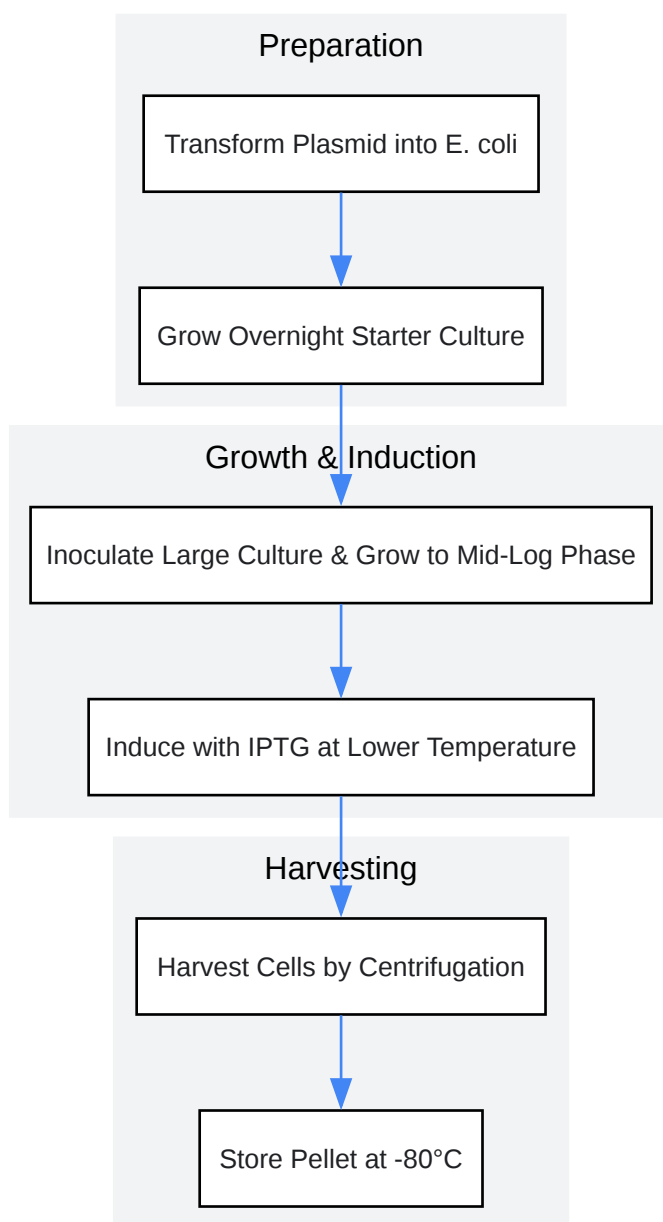 Preparation
Transform Plasmid into E. coli
Grow Overnight Starter Culture
Growth & Induction
Inoculate Large Culture & Grow to Mid-Log Phase
Induce with IPTG at Lower Temperature
Harvesting
Harvest Cells by Centrifugation
Store Pellet at -80°C